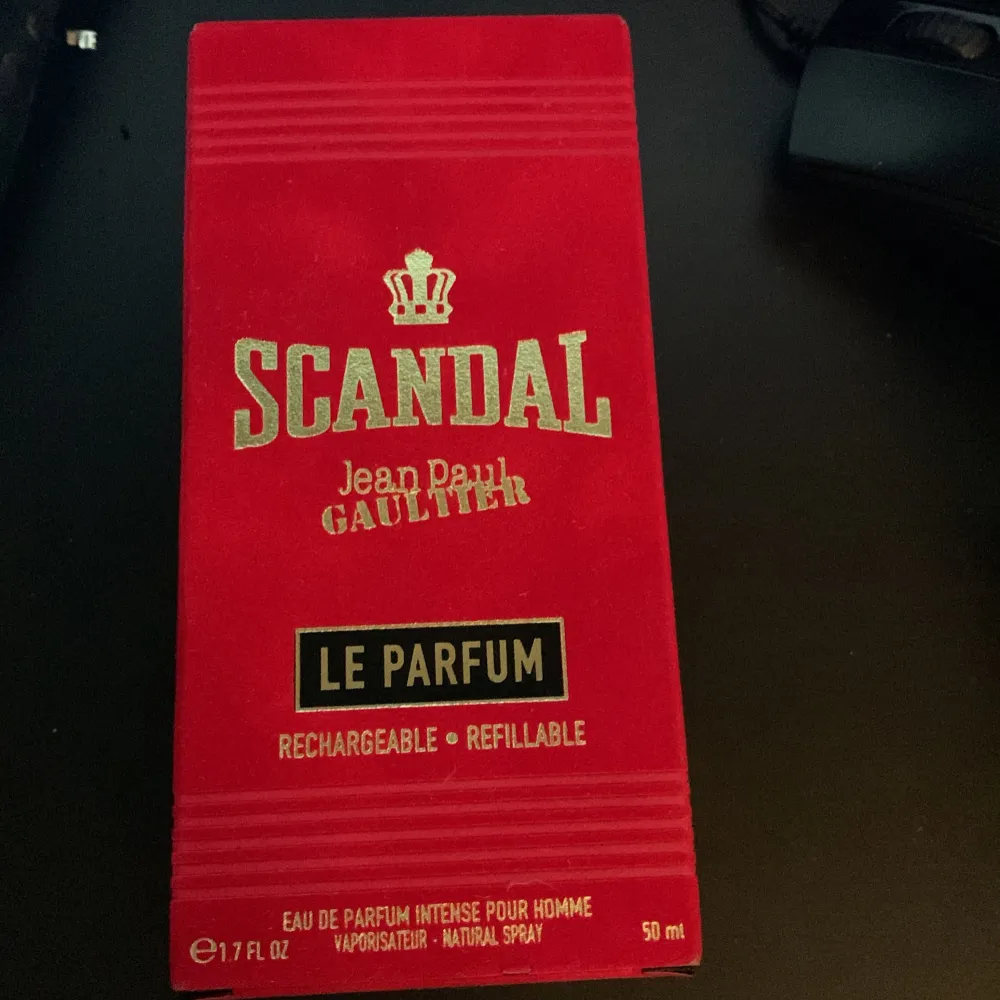 SCANDAL
Jean Paul
GAULTIER
LE PARFUM
RECHARGEABLE • REFILLABLE
EAU DE PARFUM INTENSE POUR HOMME
℮1.7 FL OZ VAPORISATEUR - NATURAL SPRAY 50 ml